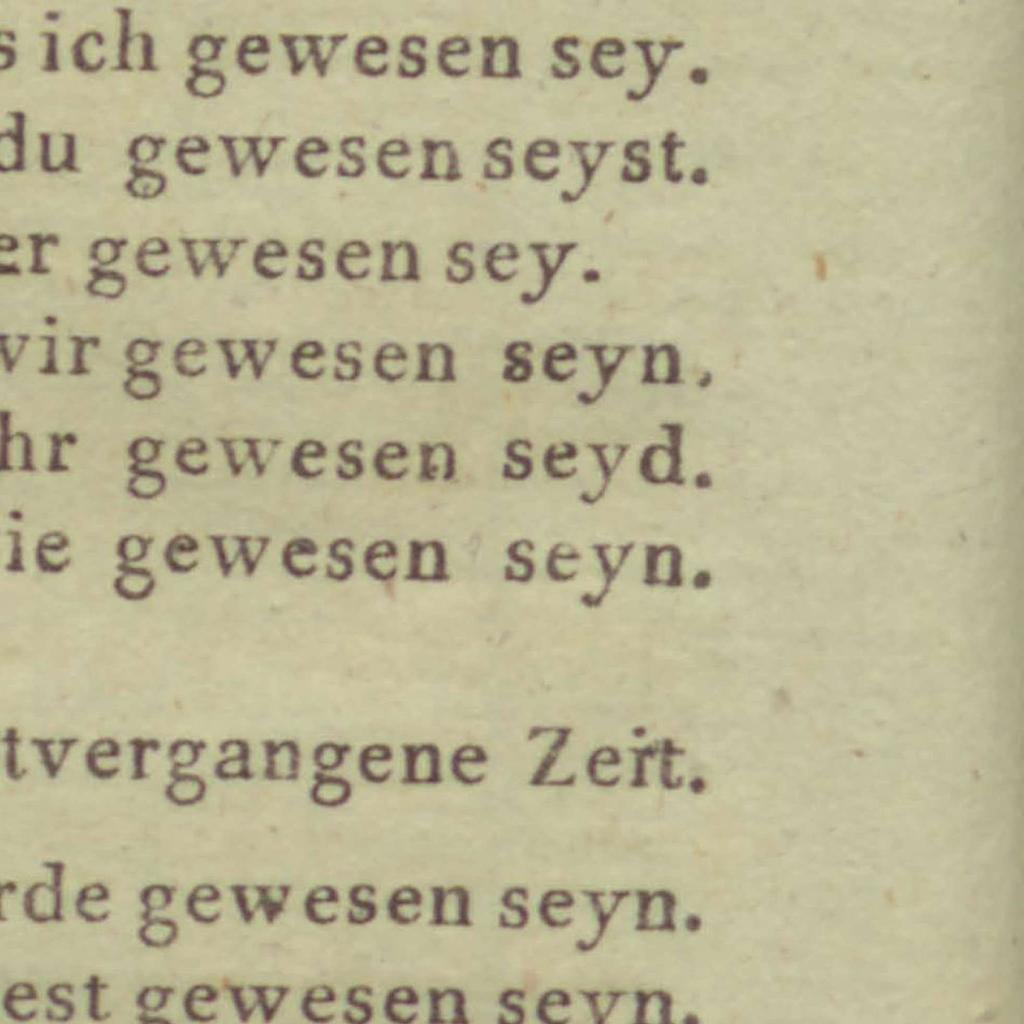 s ich gewesen sey.
du gewesen seyst.
er gewesen sey.
wir gewesen seyn.
hr gewesen seyd.
ie gewesen seyn.
tvergangene Zeit.
rde gewesen seyn.
est gewesen seyn.